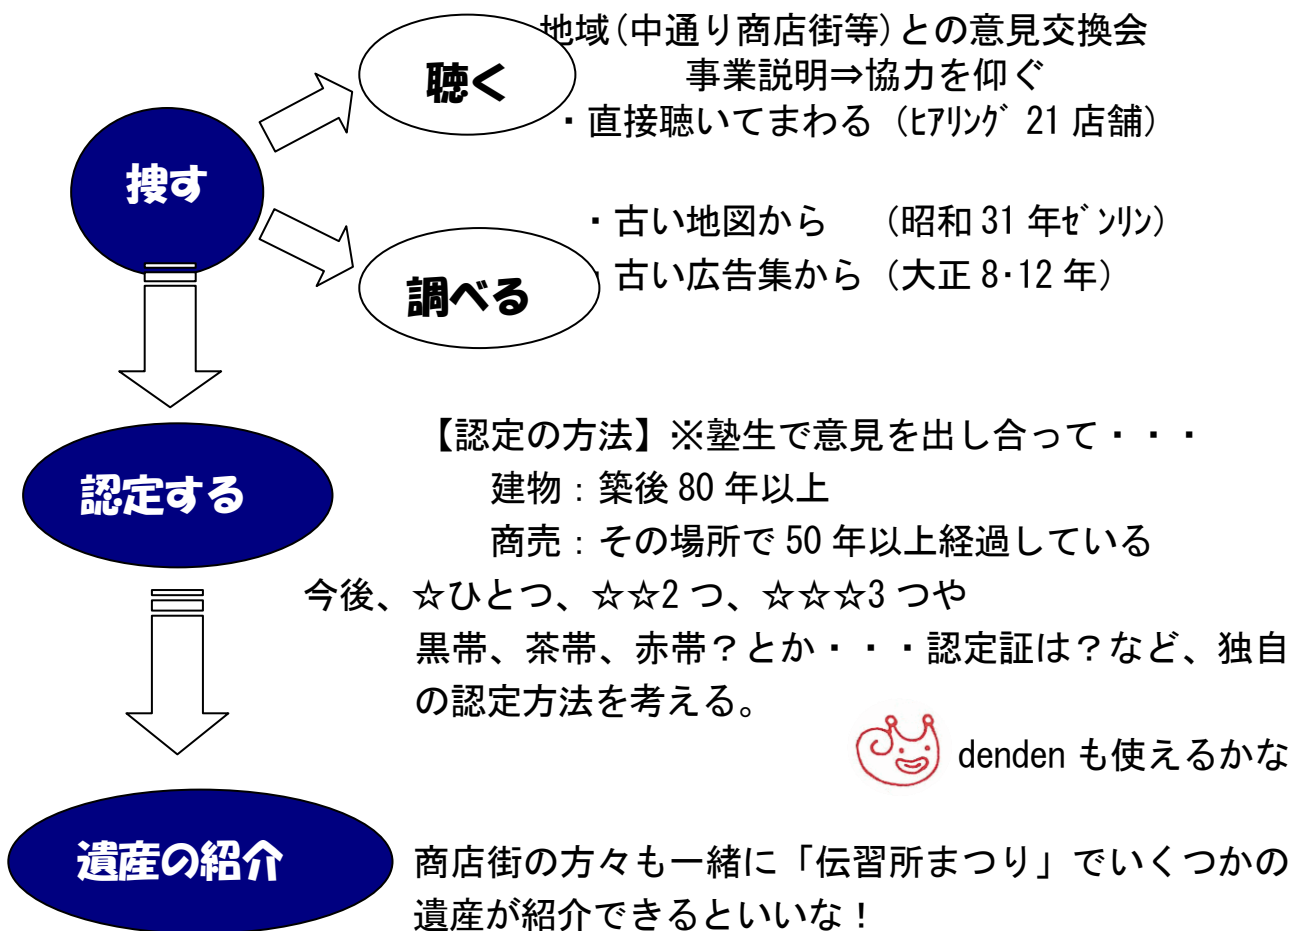 地域(中通り商店街等)との意見交換会
聴く
事業説明⇒協力を仰ぐ
・直接聴いてまわる (ﾋｱﾘﾝｸﾞ 21 店舗)
捜す
・古い地図から (昭和 31 年ｾﾞﾝﾘﾝ)
・古い広告集から (大正 8･12 年)
調べる
【認定の方法】※塾生で意見を出し合って・・・
認定する
建物：築後 80 年以上
商売：その場所で 50 年以上経過している
今後、☆ひとつ、☆☆2 つ、☆☆☆3 つや
黒帯、茶帯、赤帯？とか・・・認定証は？など、独自
の認定方法を考える。
denden も使えるかな
遺産の紹介
商店街の方々も一緒に「伝習所まつり」でいくつかの
遺産が紹介できるといいな！